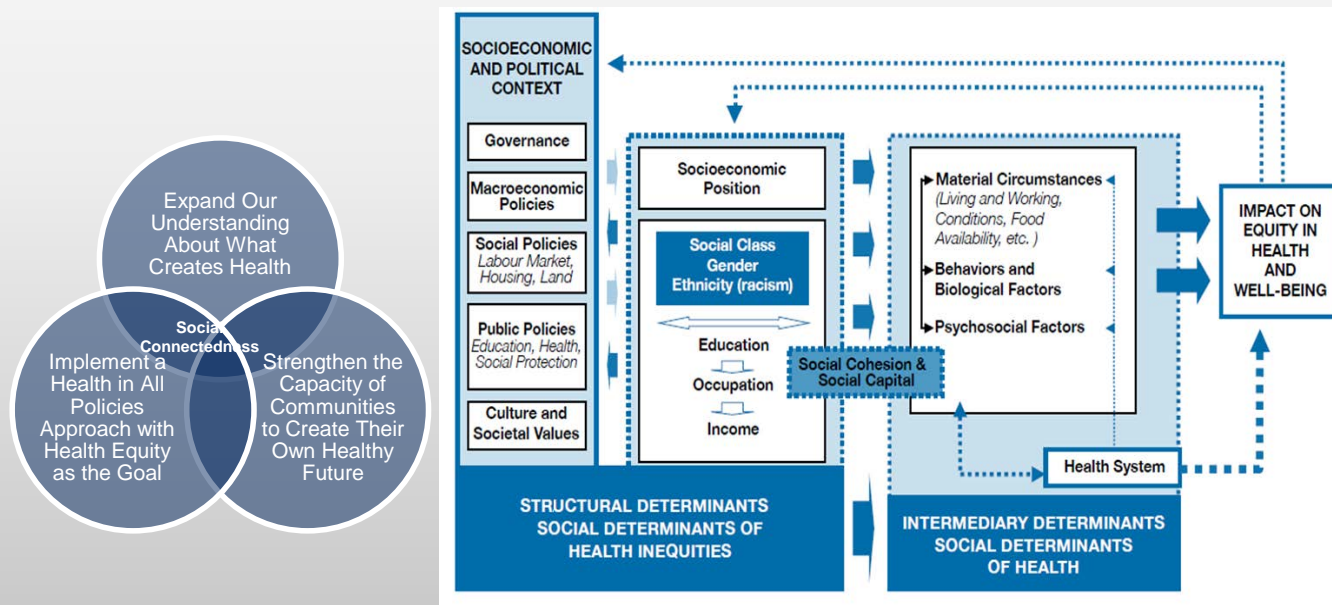 Expand Our
Understanding
About What
Creates Health
Social
Connectedness
Implement a
Health in All
Policies
Approach with
Health Equity
as the Goal
Strengthen the
Capacity of
Communities
to Create Their
Own Healthy
Future
SOCIOECONOMIC
AND POLITICAL
CONTEXT
Governance
Macroeconomic
Policies
Social Policies
Labour Market,
Housing, Land
Public Policies
Education, Health,
Social Protection
Culture and
Societal Values
Socioeconomic
Position
Social Class
Gender
Ethnicity (racism)
Education
Occupation
Income
Social Cohesion &
Social Capital
Material Circumstances
(Living and Working,
Conditions, Food
Availability, etc. )
Behaviors and
Biological Factors
Psychosocial Factors
Health System
IMPACT ON
EQUITY IN
HEALTH
AND
WELL-BEING
STRUCTURAL DETERMINANTS
SOCIAL DETERMINANTS OF
HEALTH INEQUITIES
INTERMEDIARY DETERMINANTS
SOCIAL DETERMINANTS
OF HEALTH